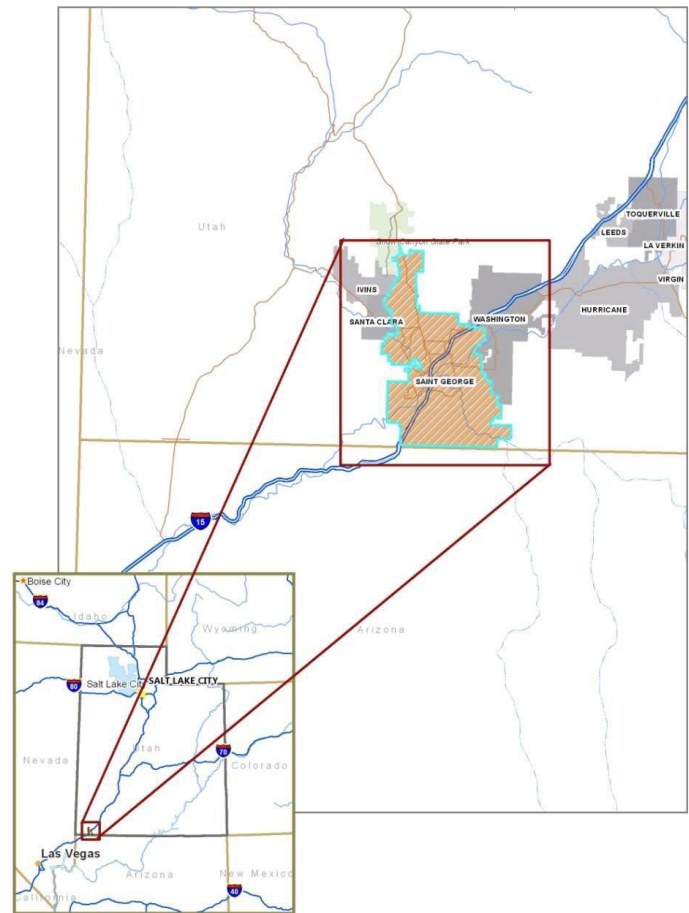 Snow Canyon State Park
Utah
TOQUERVILLE
LEEDS
LA VERKIN
VIRGIN
IVINS
HURRICANE
WASHINGTON
SANTA CLARA
Nevada
SAINT GEORGE
15
Arizona
Boise City
84
Idaho
Wyoming
Salt Lake City
SALT LAKE CITY
80
Utah
70
Nevada
Colorado
Las Vegas
Arizona
New Mexico
California
40